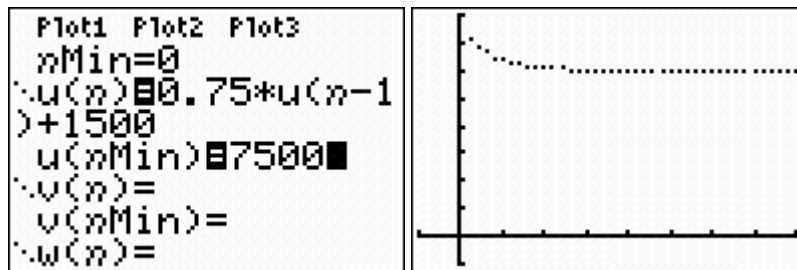 Plot1 Plot2 Plot3
nMin=0
u(n)=0.75*u(n-1
)+1500
u(nMin)=7500
v(n)=
v(nMin)=
w(n)=